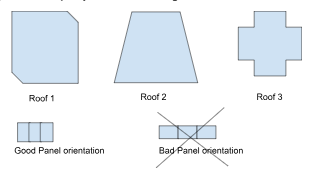 Roof 1
Roof 2
Roof 3
Good Panel orientation
Bad Panel orientation